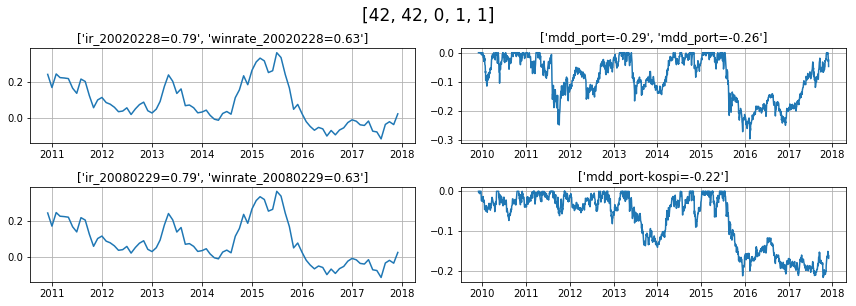 [42, 42, 0, 1, 1]
['ir_20020228=0.79', 'winrate_20020228=0.63']
0.2
0.0
2011 2012 2013 2014 2015 2016 2017 2018
['mdd_port=-0.29', 'mdd_port=-0.26']
0.0
−0.1
−0.2
−0.3
2010 2011 2012 2013 2014 2015 2016 2017 2018
['ir_20080229=0.79', 'winrate_20080229=0.63']
0.2
0.0
2011 2012 2013 2014 2015 2016 2017 2018
['mdd_port-kospi=-0.22']
0.0
−0.1
−0.2
2010 2011 2012 2013 2014 2015 2016 2017 2018